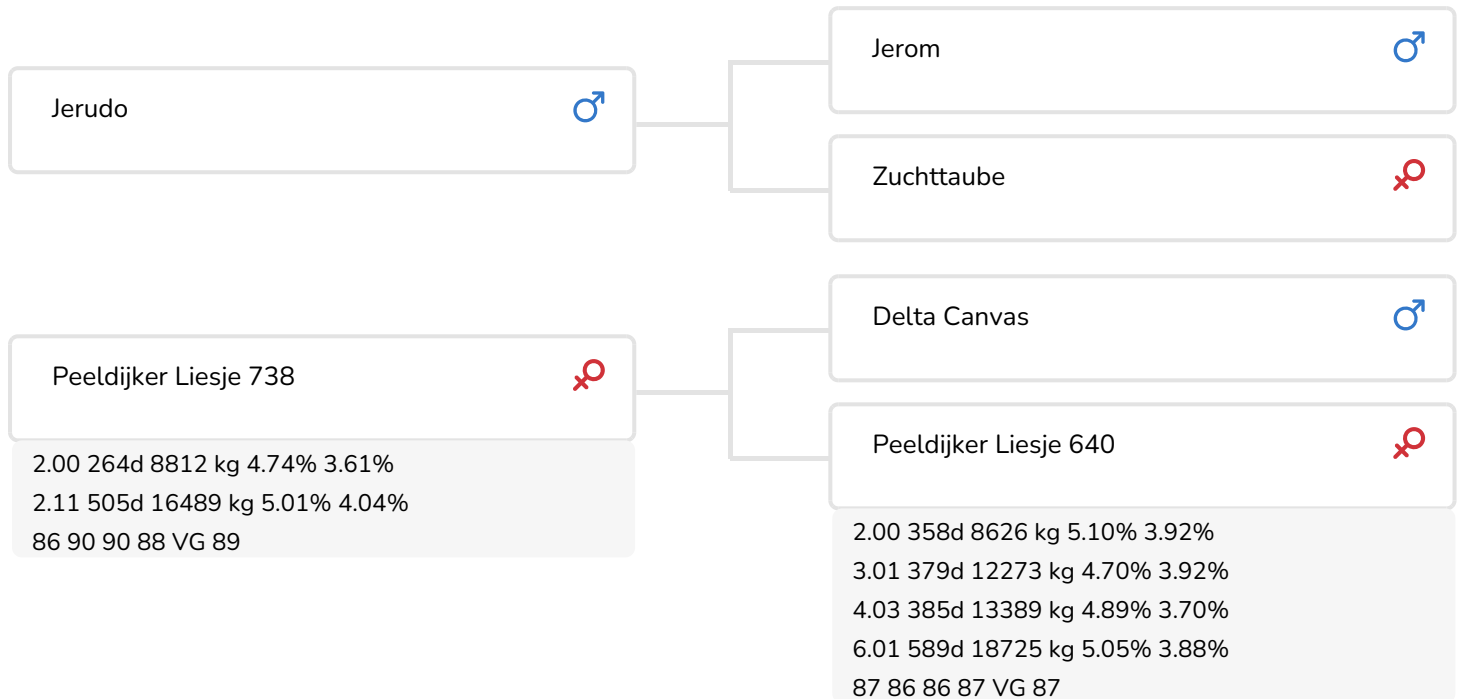 Jerudo
Peeldijker Liesje 738
2.00 264d 8812 kg 4.74% 3.61%
2.11 505d 16489 kg 5.01% 4.04%
86 90 90 88 VG 89
Jerom
Zuchttaube
Delta Canvas
Peeldijker Liesje 640
2.00 358d 8626 kg 5.10% 3.92%
3.01 379d 12273 kg 4.70% 3.92%
4.03 385d 13389 kg 4.89% 3.70%
6.01 589d 18725 kg 5.05% 3.88%
87 86 86 87 VG 87